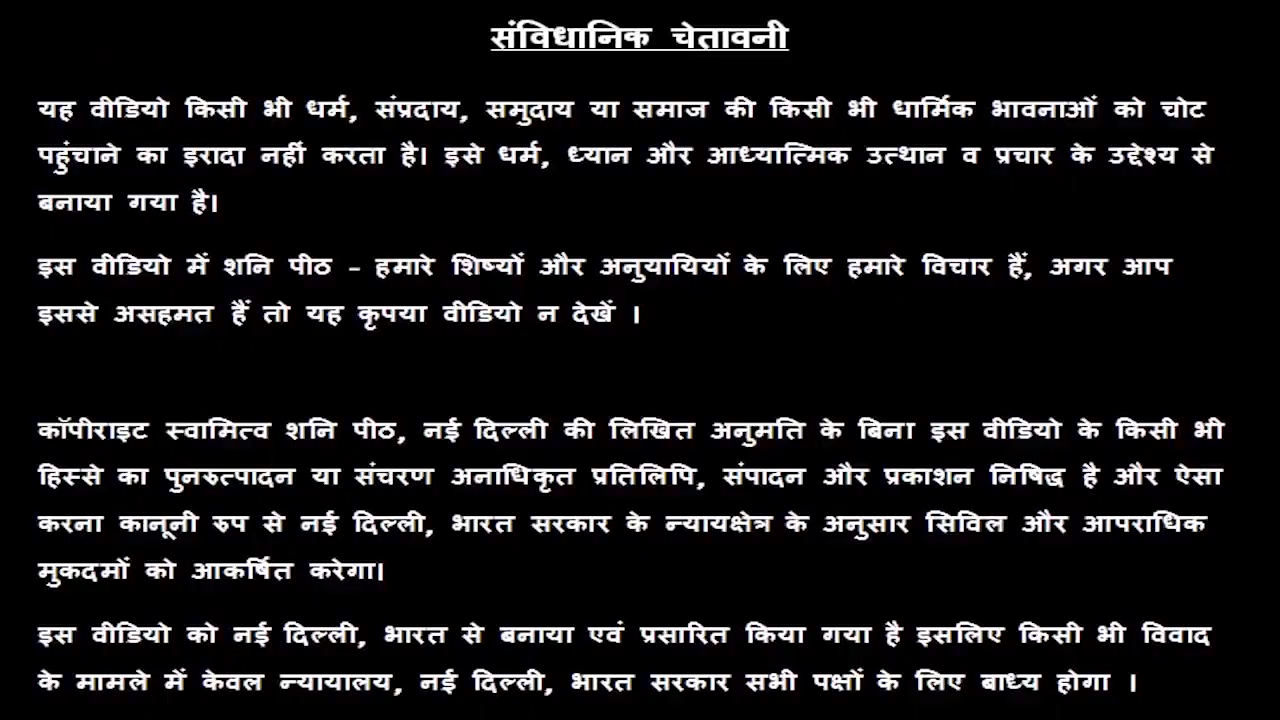 संविधानिक चेतावनी
यह वीडियो किसी भी धर्म, संप्रदाय, समुदाय या समाज की किसी भी धार्मिक भावनाओं को चोट
पहुंचाने का इरादा नहीं करता है। इसे धर्म, ध्यान और आध्यात्मिक उत्थान व प्रचार के उद्देश्य से
बनाया गया है।
इस वीडियो में शनि पीठ – हमारे शिष्यों और अनुयायियों के लिए हमारे विचार हैं, अगर आप
इससे असहमत हैं तो यह कृपया वीडियो न देखें ।
कॉपीराइट स्वामित्व शनि पीठ, नई दिल्ली की लिखित अनुमति के बिना इस वीडियो के किसी भी
हिस्से का पुनरुत्पादन या संचरण अनाधिकृत प्रतिलिपि, संपादन और प्रकाशन निषिद्ध है और ऐसा
करना कानूनी रुप से नई दिल्ली, भारत सरकार के न्यायक्षेत्र के अनुसार सिविल और आपराधिक
मुकदमों को आकर्षित करेगा।
इस वीडियो को नई दिल्ली, भारत से बनाया एवं प्रसारित किया गया है इसलिए किसी भी विवाद
के मामले में केवल न्यायालय, नई दिल्ली, भारत सरकार सभी पक्षों के लिए बाध्य होगा ।